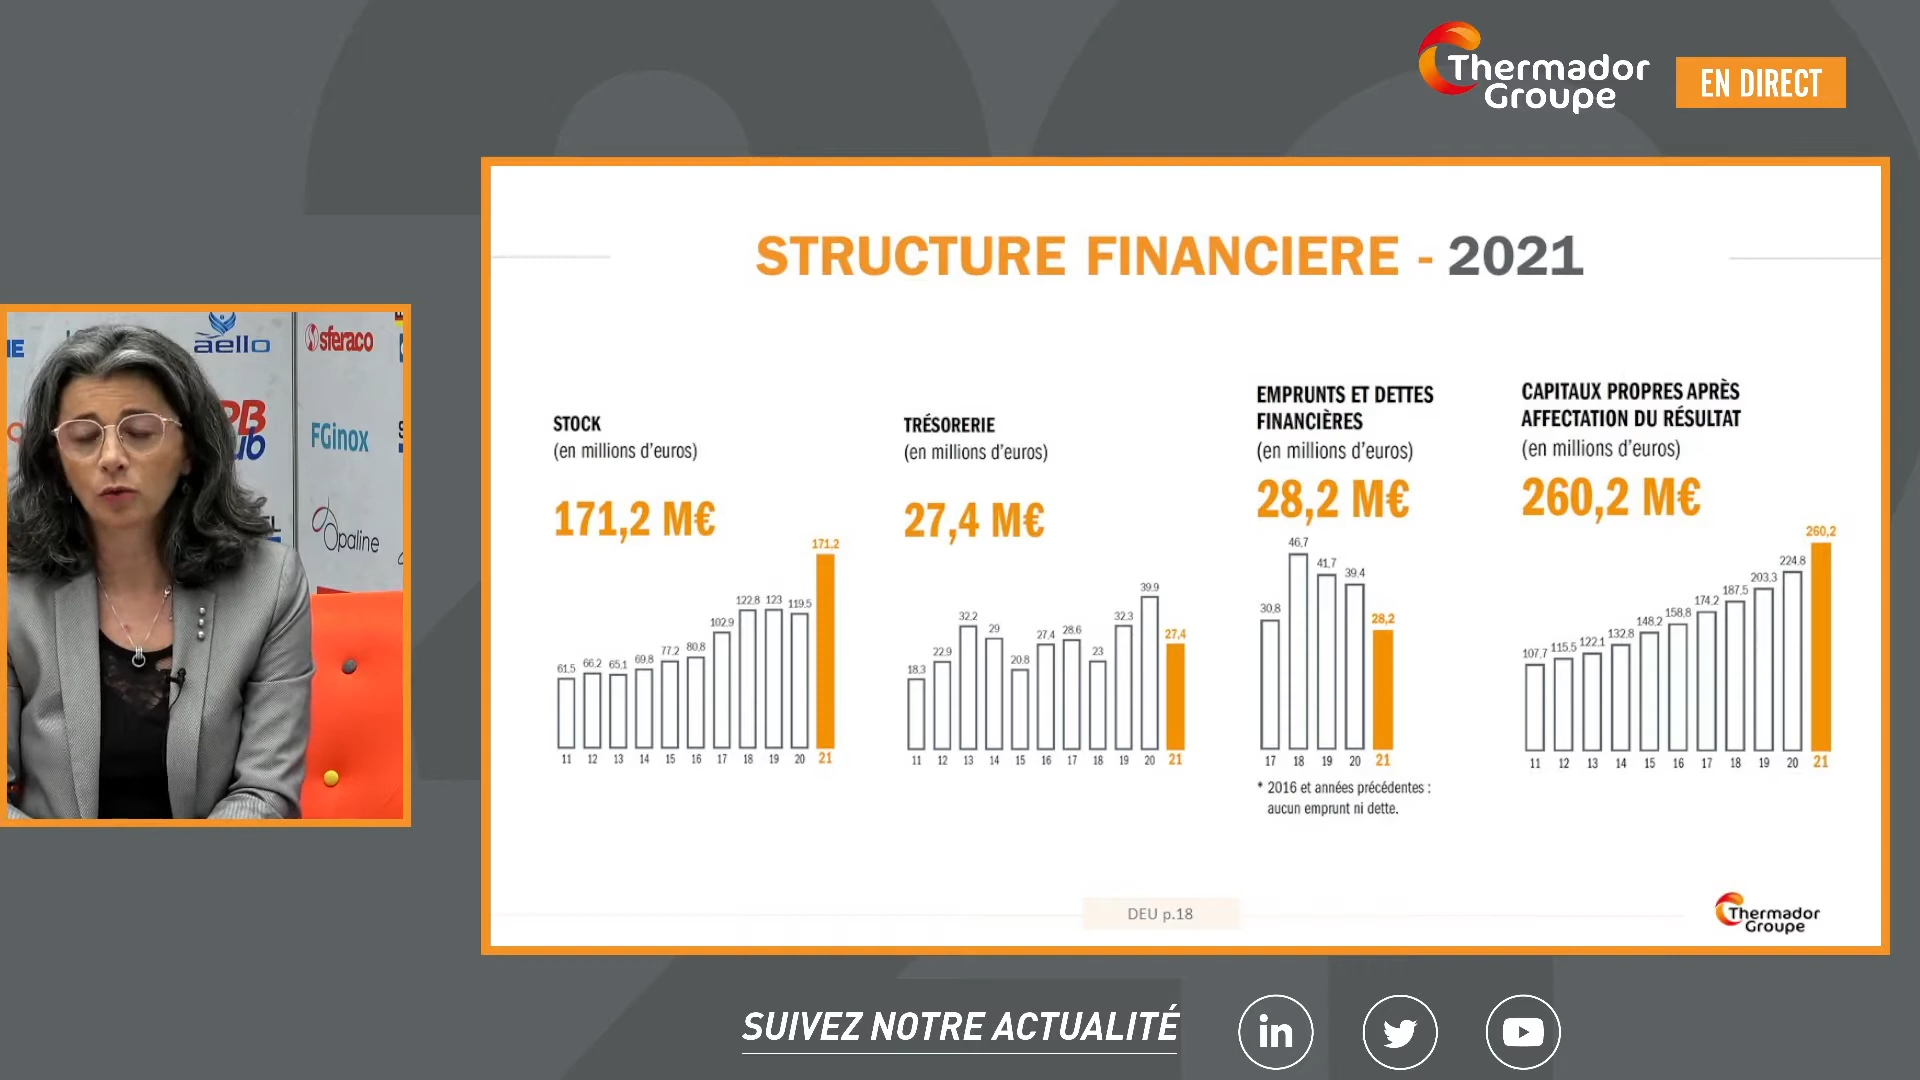 Thermador
Groupe
EN DIRECT
STRUCTURE FINANCIERE - 2021
STOCK
(en millions d'euros)
171,2 M€
61.5 66.2 65.1 69.8 77.2 80.8 102.9 122.8 123 119.5 171.2
11 12 13 14 15 16 17 18 19 20 21
TRÉSORERIE
(en millions d'euros)
27,4 M€
18.3 22.9 32.2 29 20.8 27.4 28.6 23 32.3 39.9 27,4
11 12 13 14 15 16 17 18 19 20 21
EMPRUNTS ET DETTES
FINANCIÈRES
(en millions d'euros)
28,2 M€
30.8 46,7 41.7 39.4 28,2
17 18 19 20 21
* 2016 et années précédentes :
aucun emprunt ni dette.
CAPITAUX PROPRES APRÈS
AFFECTATION DU RÉSULTAT
(en millions d'euros)
260,2 M€
107,7 115,5 122,1 132,8 148,2 158,8 174,2 187,5 203,3 224.8 260,2
11 12 13 14 15 16 17 18 19 20 21
DEU p.18
Thermador
Groupe
aello
sferaco
PB
ub
FGinox
Opaline
SUIVEZ NOTRE ACTUALITÉ
in